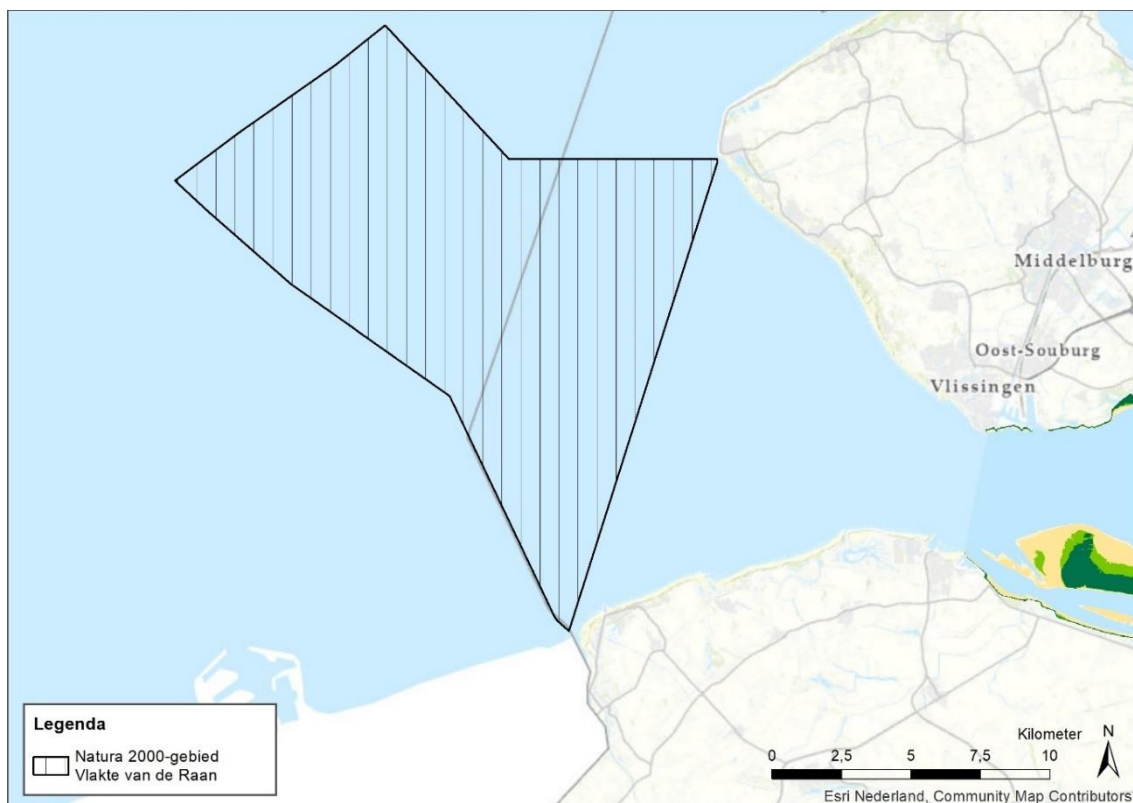 Middelburg
Oost-Souburg
Vlissingen
Legenda
Natura 2000-gebied
Vlakte van de Raan
Kilometer
N
0 2,5 5 7,5 10
Esri Nederland, Community Map Contributors